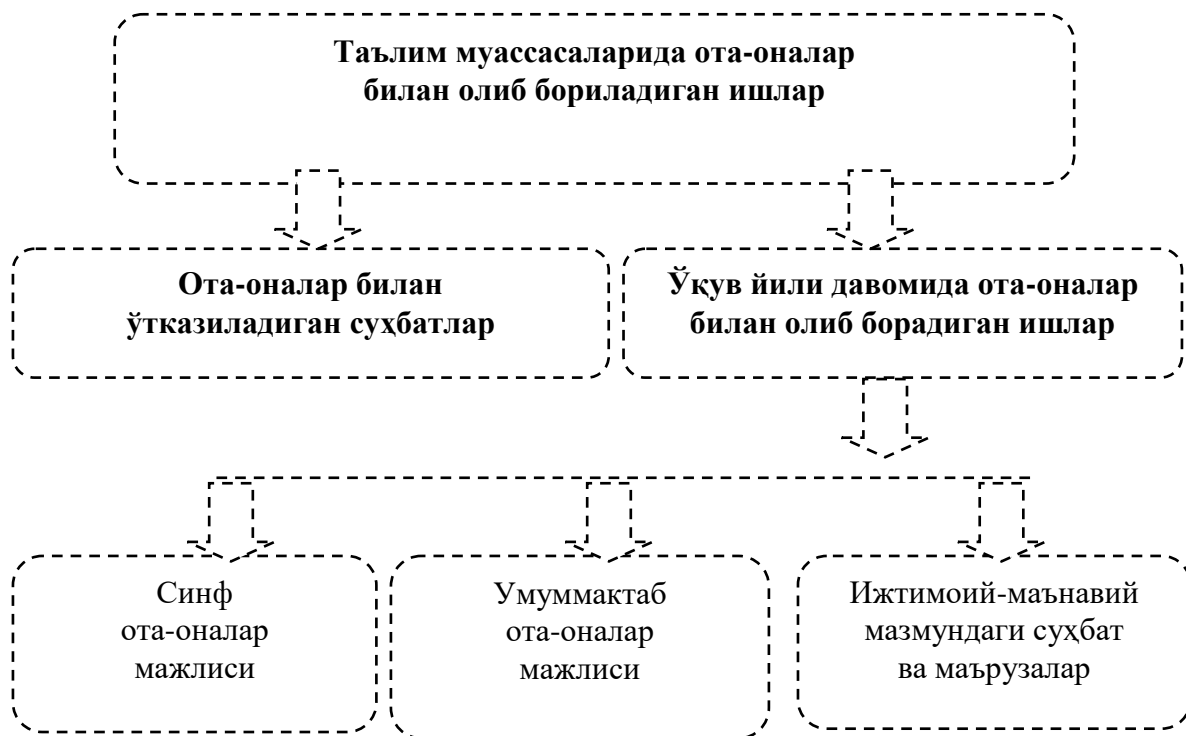 Таълим муассасаларида ота-оналар
билан олиб бориладиган ишлар
Ота-оналар билан
ўтказиладиган суҳбатлар
Ўқув йили давомида ота-оналар
билан олиб борадиган ишлар
Синф
ота-оналар
мажлиси
Умуммактаб
ота-оналар
мажлиси
Ижтимоий-маънавий
мазмундаги суҳбат
ва маърузалар